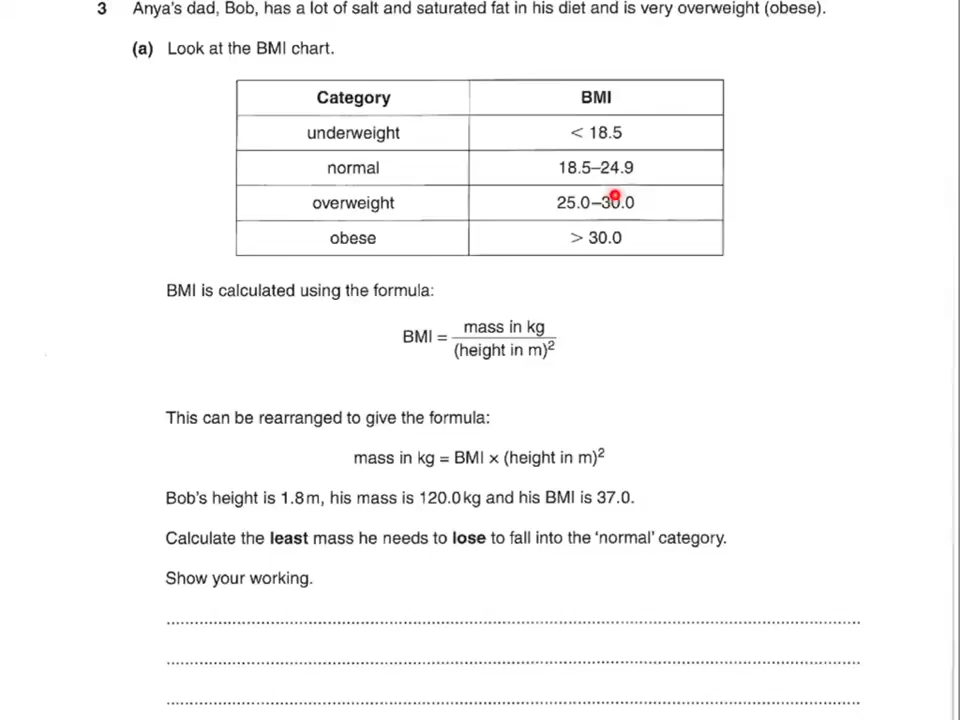 3 Anya's dad, Bob, has a lot of salt and saturated fat in his diet and is very overweight (obese).
(a) Look at the BMI chart.
Category BMI
underweight < 18.5
normal 18.5–24.9
overweight 25.0–30.0
obese > 30.0
BMI is calculated using the formula:
BMI = mass in kg
(height in m)²
This can be rearranged to give the formula:
mass in kg = BMI × (height in m)²
Bob's height is 1.8 m, his mass is 120.0 kg and his BMI is 37.0.
Calculate the least mass he needs to lose to fall into the 'normal' category.
Show your working.